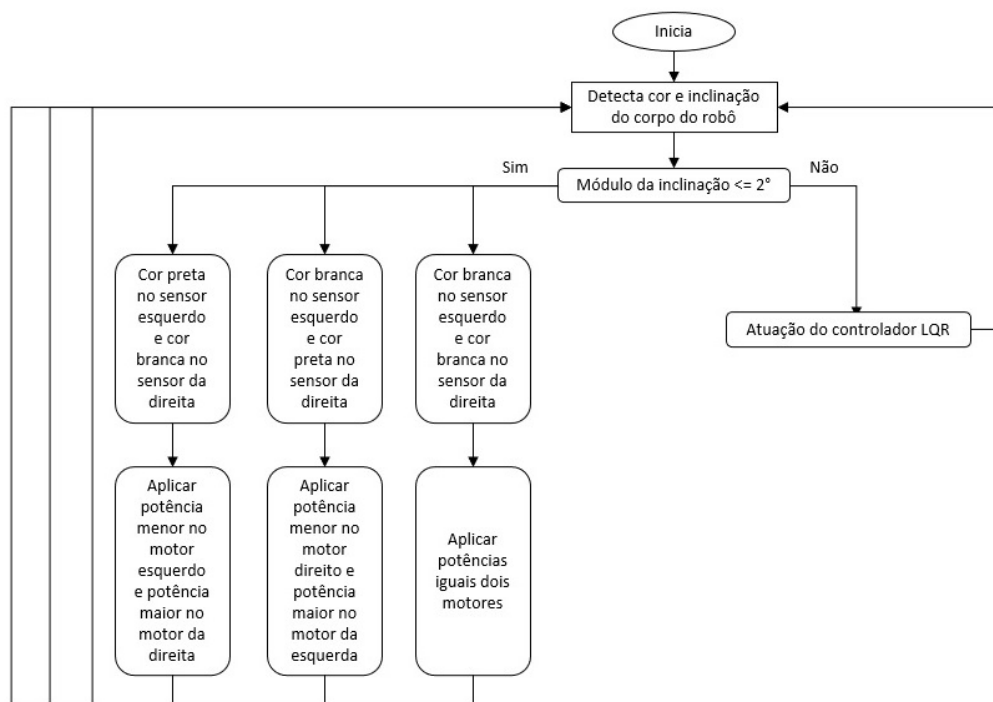 Inicia
Detecta cor e inclinação
do corpo do robô
Sim
Módulo da inclinação <= 2°
Não
Cor preta
no sensor
esquerdo
e cor
branca no
sensor da
direita
Cor branca
no sensor
esquerdo
e cor
preta no
sensor da
direita
Cor branca
no sensor
esquerdo
e cor
branca no
sensor da
direita
Atuação do controlador LQR
Aplicar
potência
menor no
motor
esquerdo
e potência
maior no
motor da
direita
Aplicar
potência
menor no
motor
direito e
potência
maior no
motor da
esquerda
Aplicar
potências
iguais dois
motores